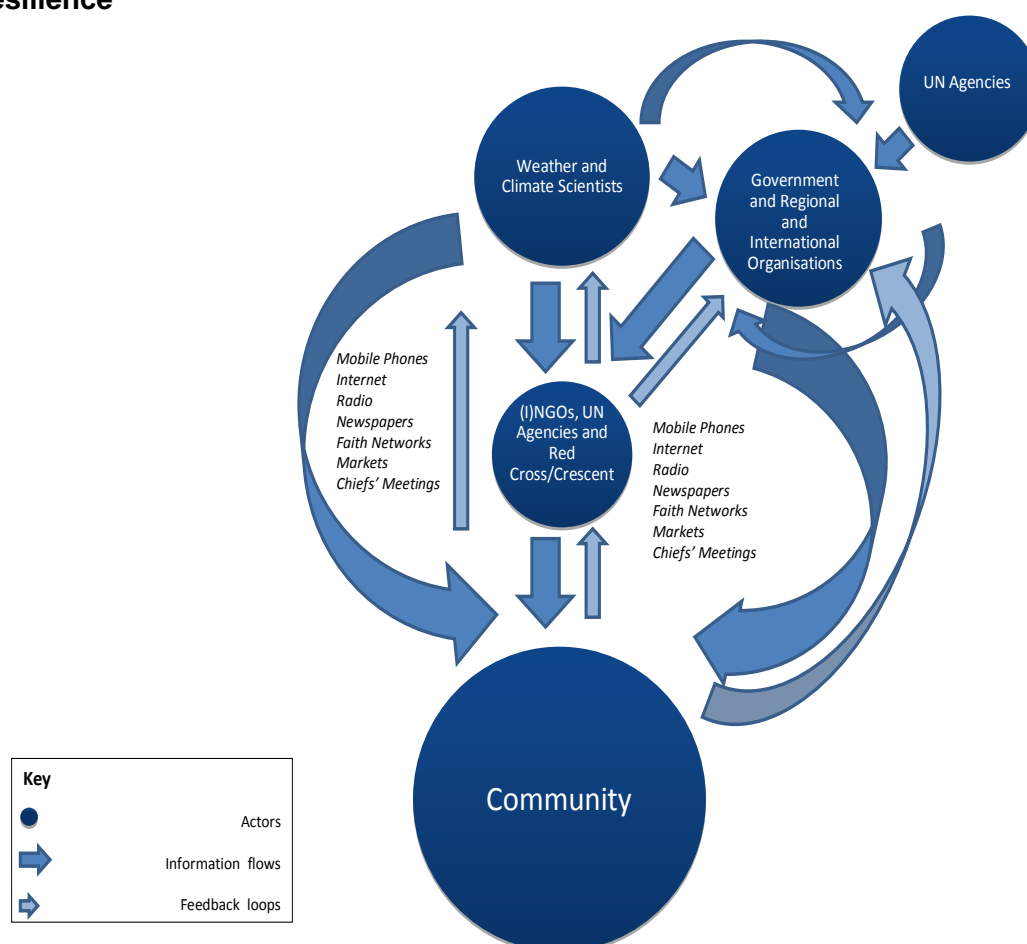 UN Agencies
Weather and
Climate Scientists
Government
and Regional
and
International
Organisations
Mobile Phones
Internet
Radio
Newspapers
Faith Networks
Markets
Chiefs' Meetings
(I)NGOs, UN
Agencies and
Red
Cross/Crescent
Mobile Phones
Internet
Radio
Newspapers
Faith Networks
Markets
Chiefs' Meetings
Community
Key
Actors
Information flows
Feedback loops